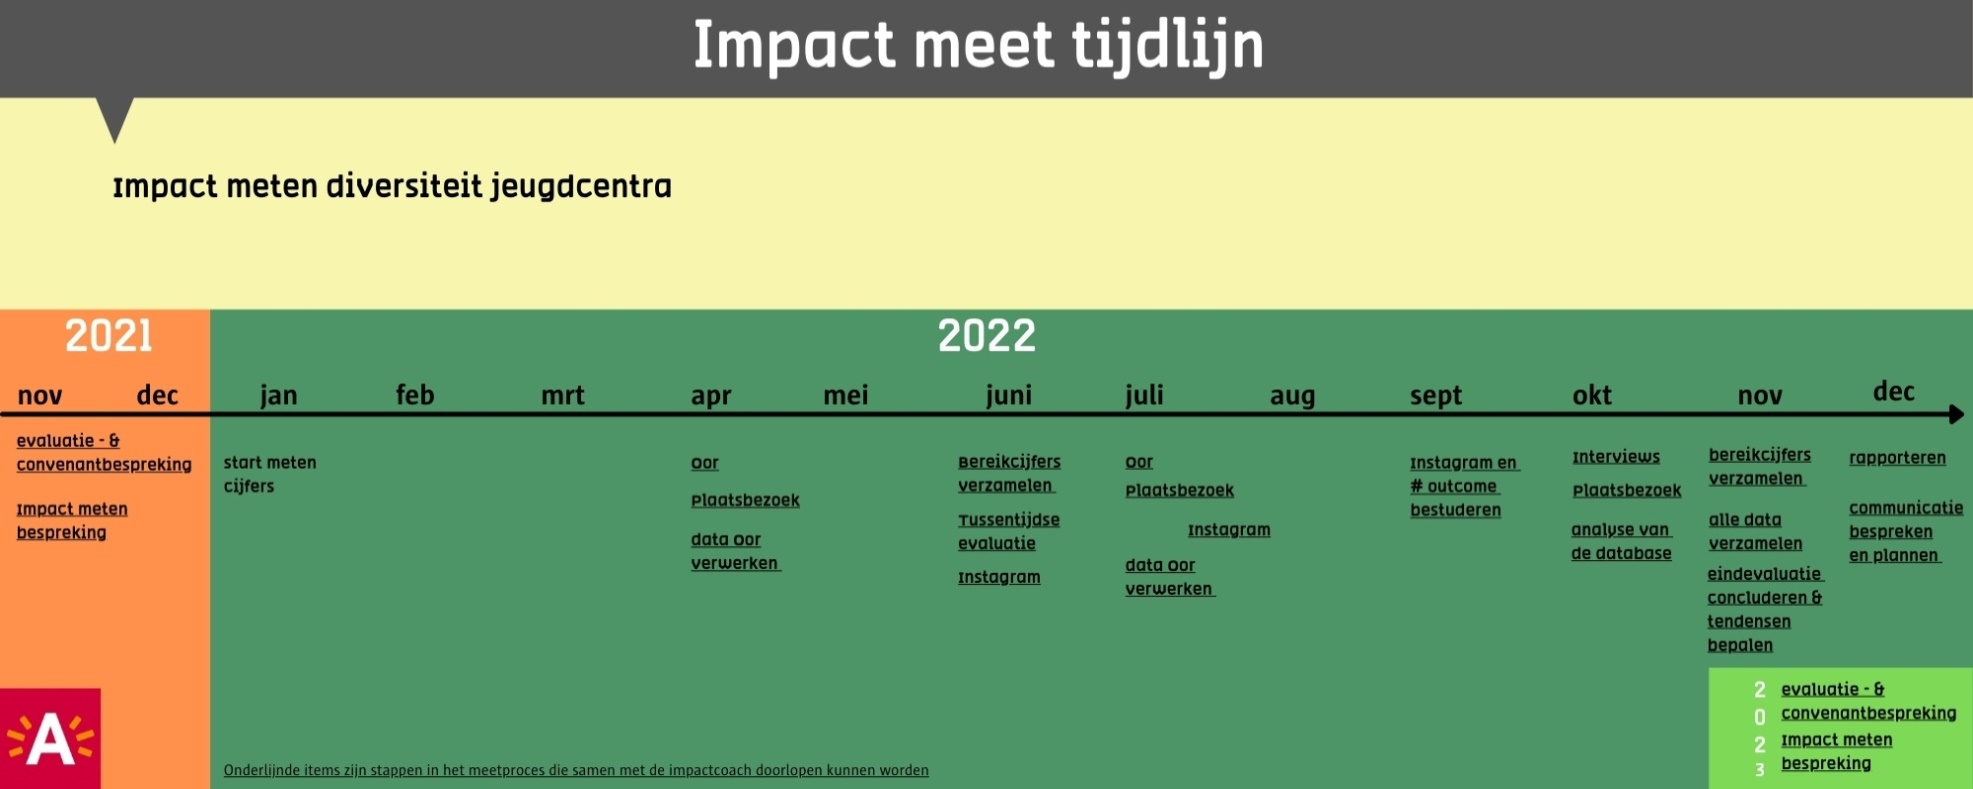 Impact meet tijdlijn
Impact meten diversiteit jeugdcentra
2021
2022
nov
dec
jan
feb
mrt
apr
mei
juni
juli
aug
sept
okt
nov
dec
evaluatie - &
convenantbespreking
Impact meten
bespreking
start meten
cijfers
Oor
Plaatsbezoek
data Oor
verwerken
Bereikcijfers
verzamelen
Tussentijdse
evaluatie
Instagram
Oor
Plaatsbezoek
Instagram
data Oor
verwerken
Instagram en
# outcome
bestuderen
Interviews
Plaatsbezoek
analyse van
de database
bereikcijfers
verzamelen
alle data
verzamelen
eindevaluatie
concluderen &
tendensen
bepalen
rapporteren
communicatie
bespreken
en plannen
2
0
2
3
evaluatie - &
convenantbespreking
Impact meten
bespreking
A
Onderlijnde items zijn stappen in het meetproces die samen met de impactcoach doorlopen kunnen worden